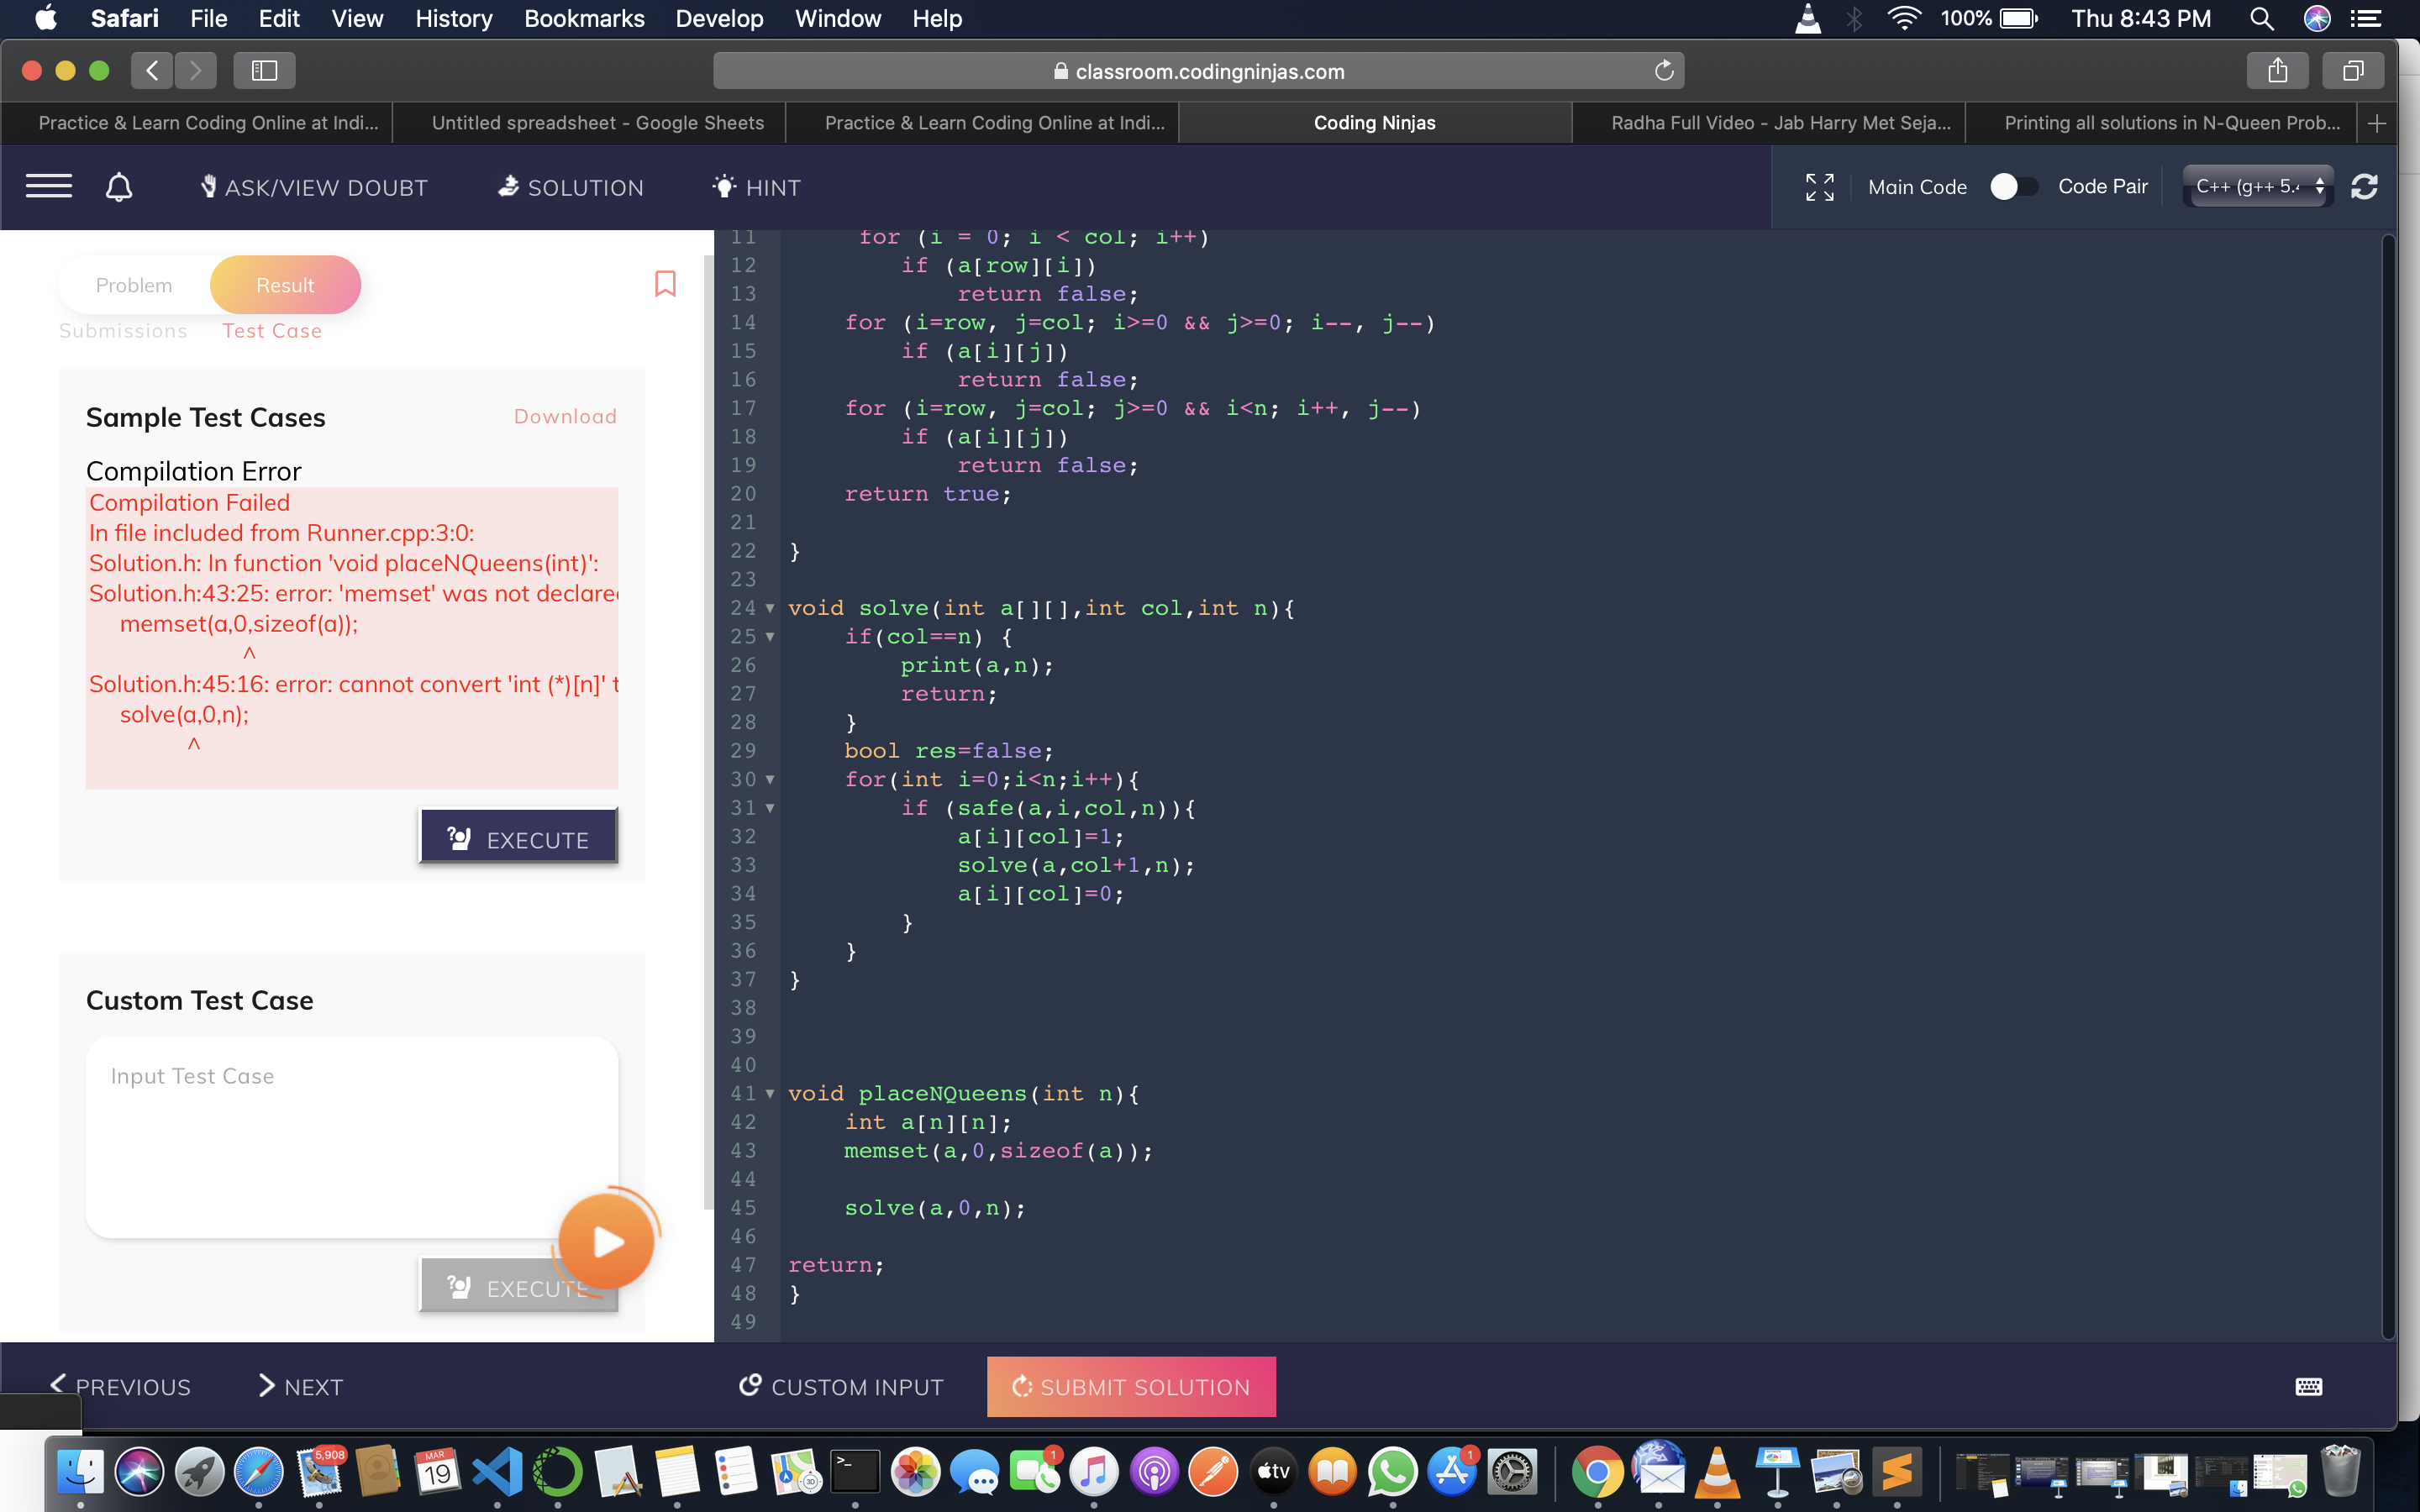 Safari File Edit View History Bookmarks Develop Window Help 100% Thu 8:43 PM
classroom.codingninjas.com
Practice & Learn Coding Online at Indi... Untitled spreadsheet - Google Sheets Practice & Learn Coding Online at Indi... Coding Ninjas Radha Full Video - Jab Harry Met Seja... Printing all solutions in N-Queen Prob...
ASK/VIEW DOUBT SOLUTION HINT Main Code Code Pair C++ (g++ 5.
Problem Result
Submissions Test Case
Sample Test Cases Download
Compilation Error
Compilation Failed
In file included from Runner.cpp:3:0:
Solution.h: In function 'void placeNQueens(int)':
Solution.h:43:25: error: 'memset' was not declare
memset(a,0,sizeof(a));
^
Solution.h:45:16: error: cannot convert 'int (*)[n]' t
solve(a,0,n);
^
EXECUTE
Custom Test Case
Input Test Case
EXECUTE
11 for (i = 0; i < col; i++)
12 if (a[row][i])
13 return false;
14 for (i=row, j=col; i>=0 && j>=0; i--, j--)
15 if (a[i][j])
16 return false;
17 for (i=row, j=col; j>=0 && i<n; i++, j--)
18 if (a[i][j])
19 return false;
20 return true;
21
22 }
23
24 void solve(int a[][],int col,int n){
25 if(col==n) {
26 print(a,n);
27 return;
28 }
29 bool res=false;
30 for(int i=0;i<n;i++){
31 if (safe(a,i,col,n)){
32 a[i][col]=1;
33 solve(a,col+1,n);
34 a[i][col]=0;
35 }
36 }
37 }
38
39
40
41 void placeNQueens(int n){
42 int a[n][n];
43 memset(a,0,sizeof(a));
44
45 solve(a,0,n);
46
47 return;
48 }
49
PREVIOUS NEXT CUSTOM INPUT SUBMIT SOLUTION
5,908 MAR 19 1 tv 1